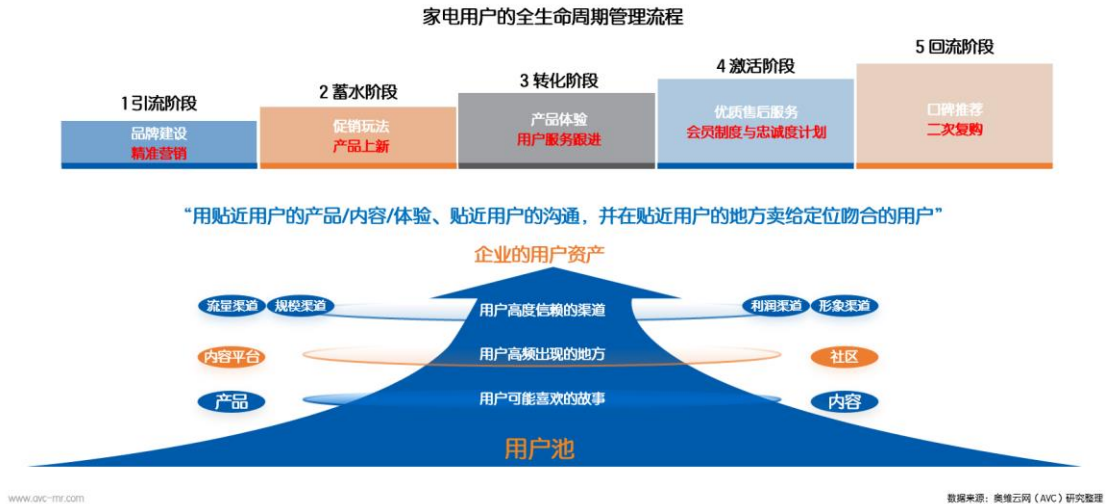 家电用户的全生命周期管理流程
1引流阶段
品牌建设
精准营销
2 蓄水阶段
促销玩法
产品上新
3 转化阶段
产品体验
用户服务跟进
4 激活阶段
优质售后服务
会员制度与忠诚度计划
5 回流阶段
口碑推荐
二次复购
“用贴近用户的产品/内容/体验、贴近用户的沟通，并在贴近用户的地方卖给定位吻合的用户”
企业的用户资产
流量渠道 规模渠道 用户高度信赖的渠道 利润渠道 形象渠道
内容平台 用户高频出现的地方 社区
产品 用户可能喜欢的故事 内容
用户池
www.avc-mr.com 数据来源：奥维云网（AVC）研究整理